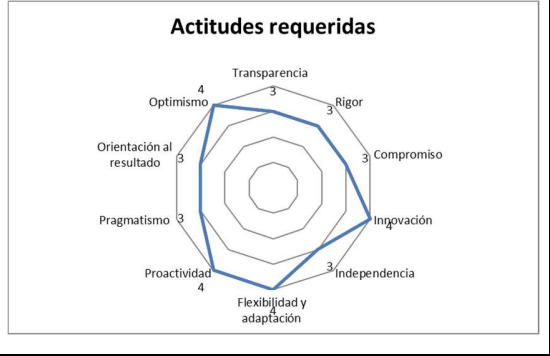 Actitudes requeridas
Transparencia
3
Rigor
3
Compromiso
3
Innovación
4
Independencia
3
Flexibilidad y
adaptación
4
Proactividad
4
Pragmatismo
3
Orientación al
resultado
3
Optimismo
4